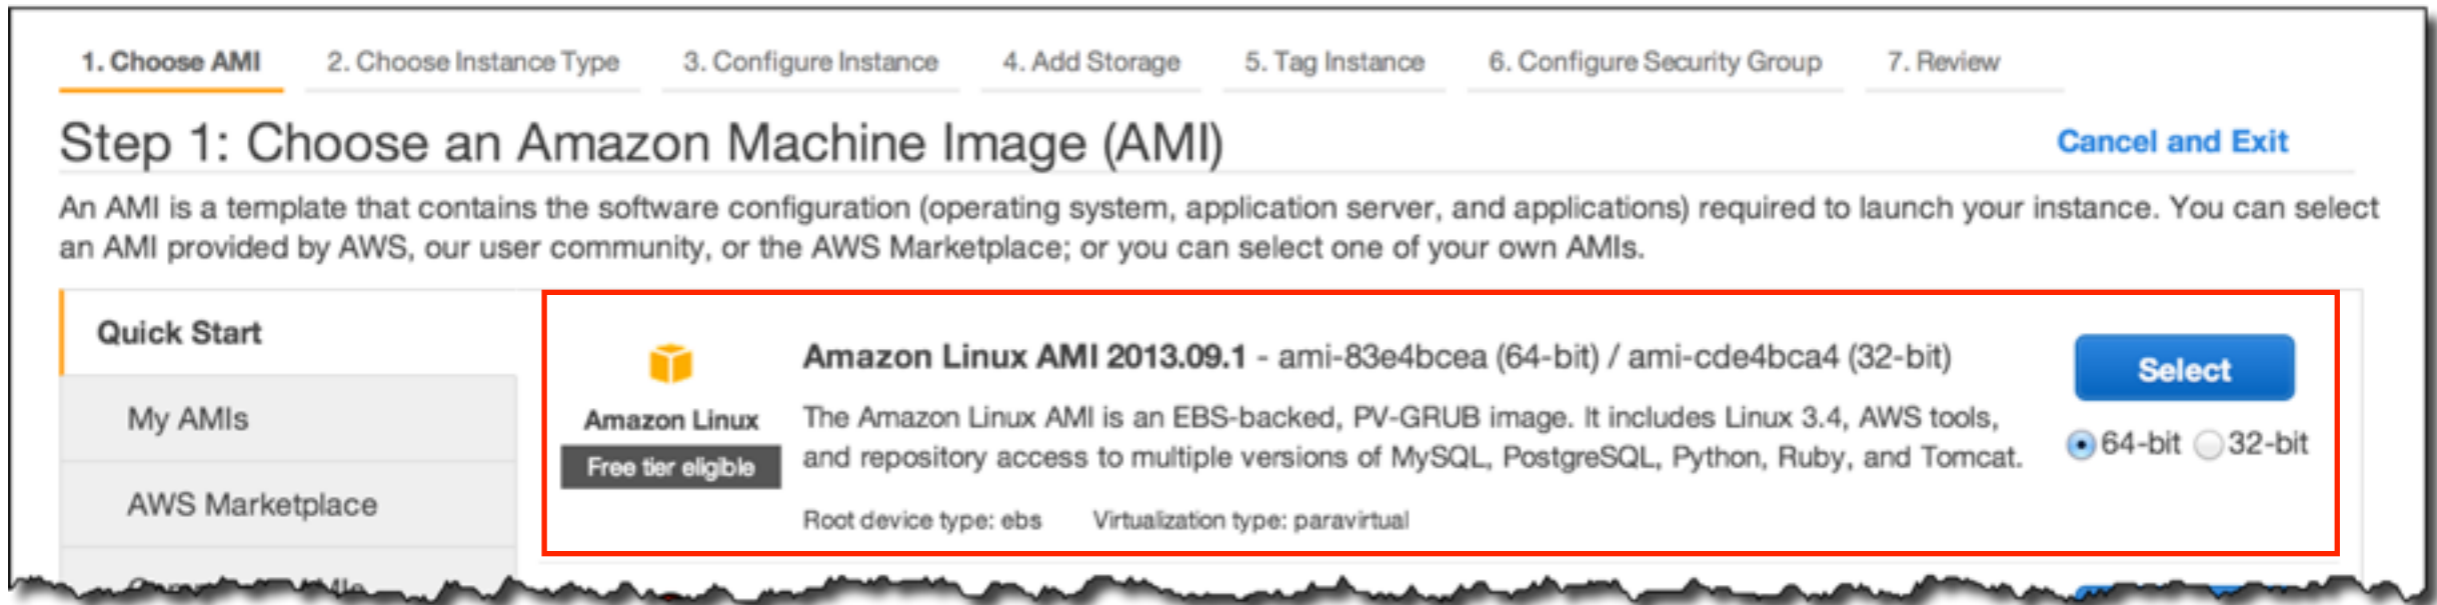 1. Choose AMI 2. Choose Instance Type 3. Configure Instance 4. Add Storage 5. Tag Instance 6. Configure Security Group 7. Review
Step 1: Choose an Amazon Machine Image (AMI)
Cancel and Exit
An AMI is a template that contains the software configuration (operating system, application server, and applications) required to launch your instance. You can select
an AMI provided by AWS, our user community, or the AWS Marketplace; or you can select one of your own AMIs.
Quick Start
My AMIs
AWS Marketplace
Amazon Linux
Free tier eligible
Amazon Linux AMI 2013.09.1 - ami-83e4bcea (64-bit) / ami-cde4bca4 (32-bit)
The Amazon Linux AMI is an EBS-backed, PV-GRUB image. It includes Linux 3.4, AWS tools,
and repository access to multiple versions of MySQL, PostgreSQL, Python, Ruby, and Tomcat.
Root device type: ebs Virtualization type: paravirtual
Select
64-bit 32-bit